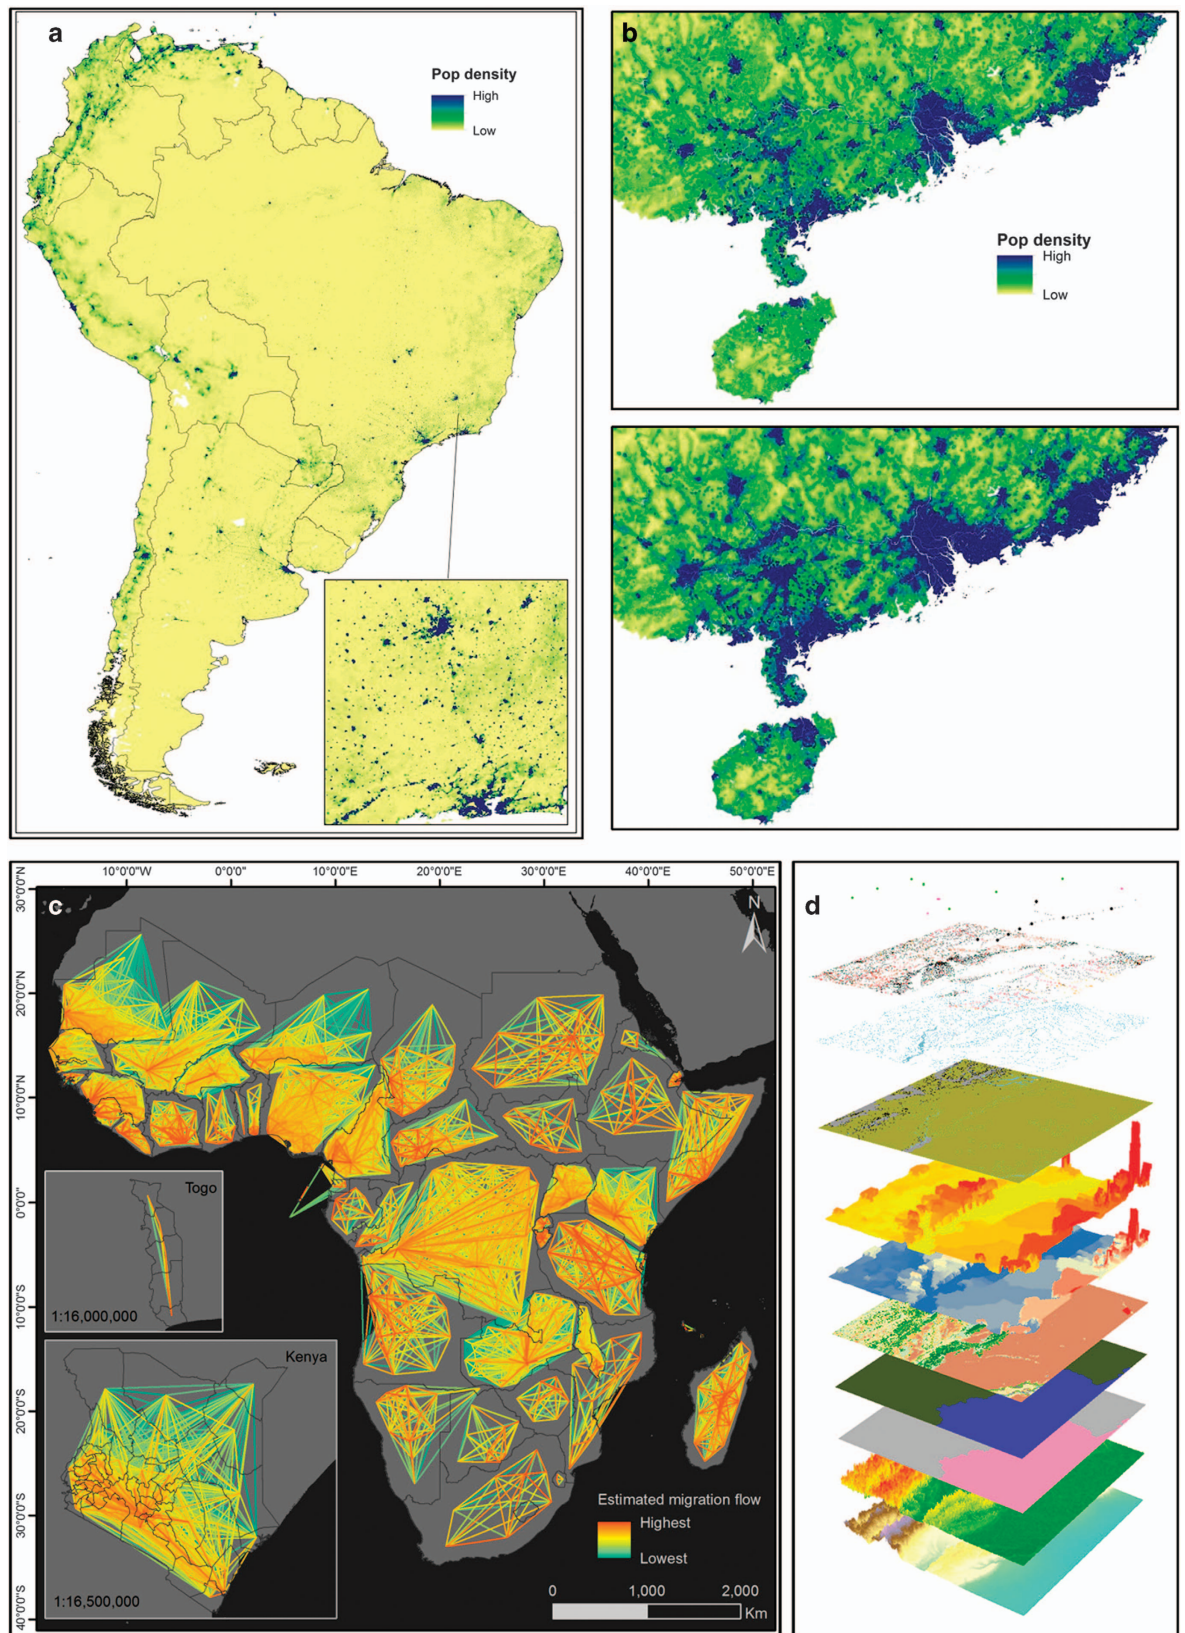 a
Pop density
High
Low
b
Pop density
High
Low
c
10°0'0"W 0°0'0" 10°0'0"E 20°0'0"E 30°0'0"E 40°0'0"E 50°0'0"E
30°0'0"N
20°0'0"N
10°0'0"N
0°0'0"
10°0'0"S
20°0'0"S
30°0'0"S
40°0'0"S
N
Togo
1:16,000,000
Kenya
1:16,500,000
Estimated migration flow
Highest
Lowest
0 1,000 2,000
Km
d